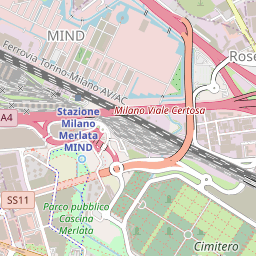 MIND
Rose
Ferrovia Torino-Milano AV/AC
Milano Viale Certosa
A4
Stazione
Milano
Merlata
MIND
SS11
Parco pubblico
Cascina
Merlata
Cimitero